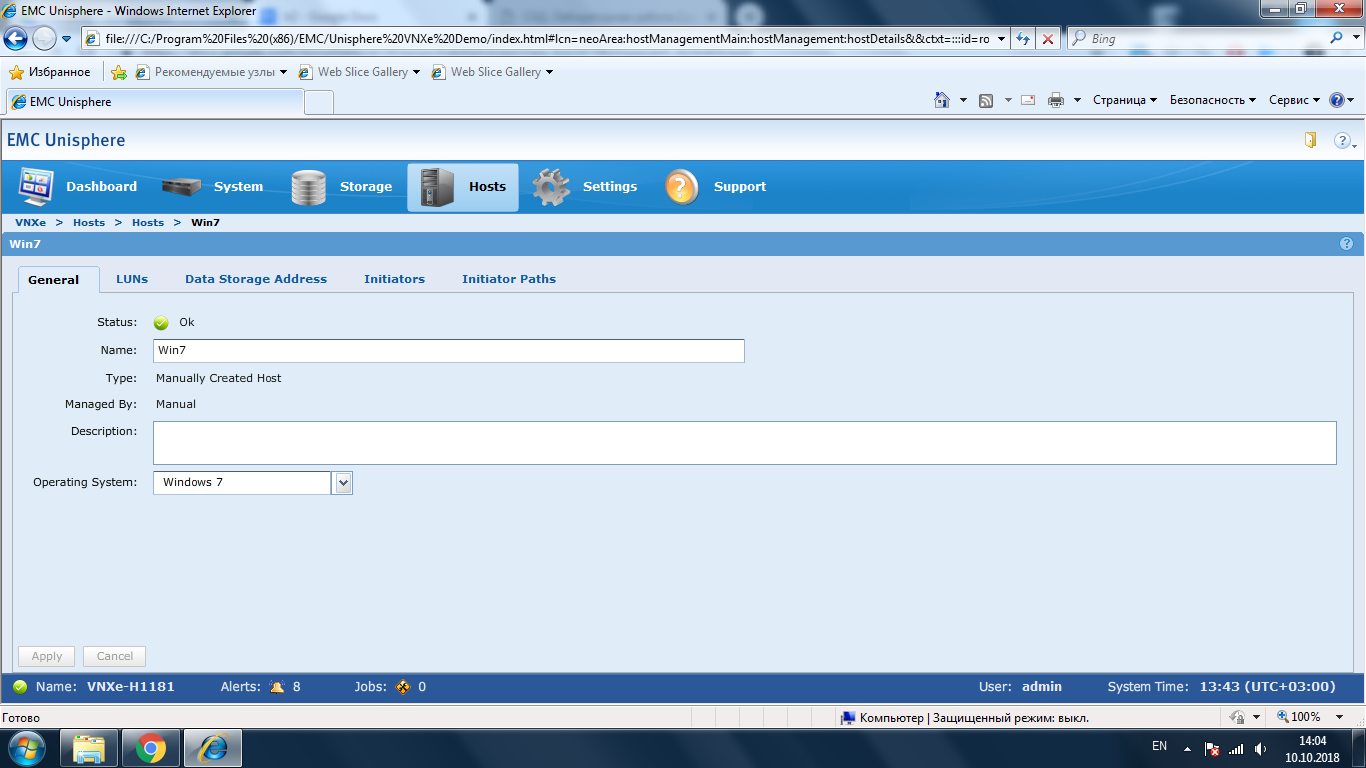 EMC Unisphere - Windows Internet Explorer
file:///C:/Program%20Files%20(x86)/EMC/Unisphere%20VNXe%20Demo/index.html#lcn=neoArea:hostManagementMain:hostManagement:hostDetails&&ctxt=:::id=ro
Bing
Избранное
Рекомендуемые узлы
Web Slice Gallery
Web Slice Gallery
EMC Unisphere
Страница
Безопасность
Сервис
EMC Unisphere
Dashboard
System
Storage
Hosts
Settings
Support
VNXe > Hosts > Hosts > Win7
Win7
General
LUNs
Data Storage Address
Initiators
Initiator Paths
Status: Ok
Name: Win7
Type: Manually Created Host
Managed By: Manual
Description:
Operating System: Windows 7
Apply
Cancel
Name: VNXe-H1181
Alerts: 8
Jobs: 0
User: admin
System Time: 13:43 (UTC+03:00)
Готово
Компьютер | Защищенный режим: выкл.
100%
EN
14:04
10.10.2018